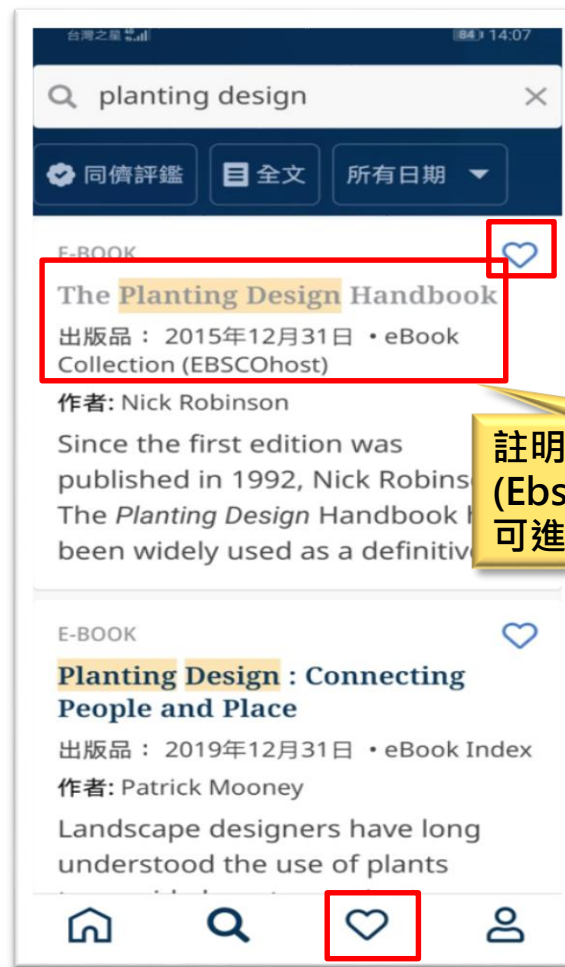 台灣之星
84 14:07
planting design
同儕評鑑 全文 所有日期
E-BOOK
The Planting Design Handbook
出版品： 2015年12月31日 • eBook
Collection (EBSCOhost)
作者: Nick Robinson
Since the first edition was
published in 1992, Nick Robins
The Planting Design Handbook
been widely used as a definitiv
註明
(Ebs
可進
E-BOOK
Planting Design : Connecting
People and Place
出版品： 2019年12月31日 • eBook Index
作者: Patrick Mooney
Landscape designers have long
understood the use of plants